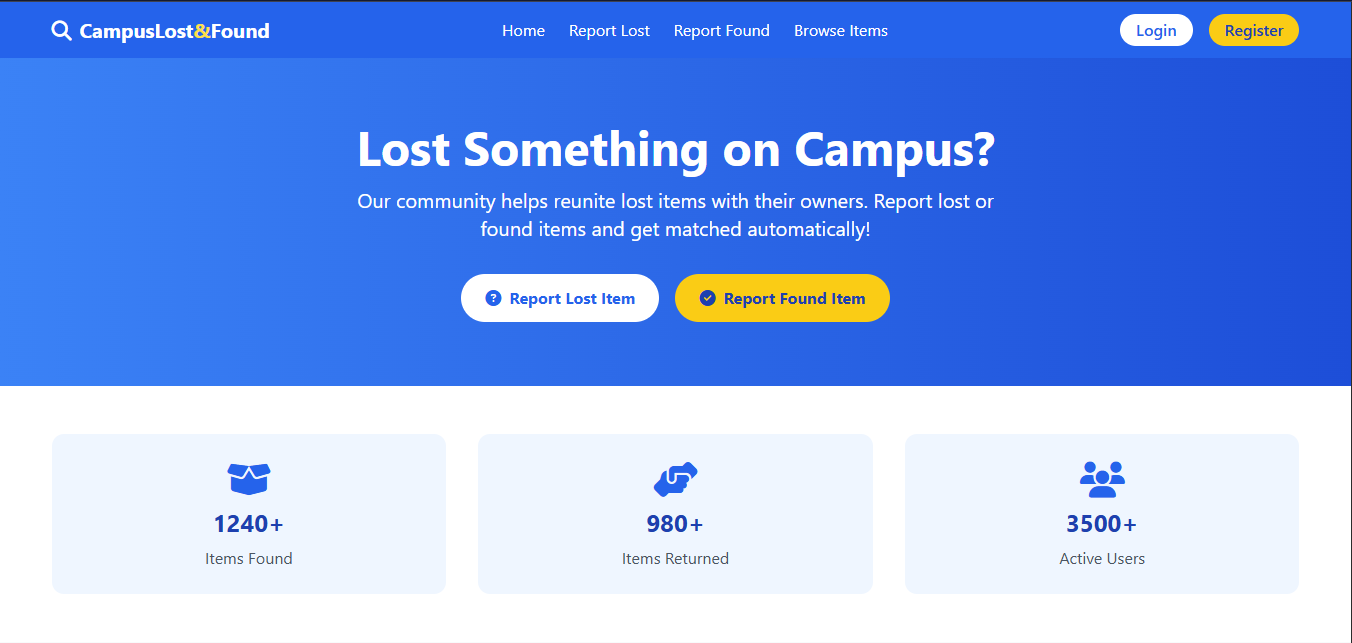 CampusLost&Found
Home
Report Lost
Report Found
Browse Items
Login
Register
Lost Something on Campus?
Our community helps reunite lost items with their owners. Report lost or
found items and get matched automatically!
Report Lost Item
Report Found Item
1240+
Items Found
980+
Items Returned
3500+
Active Users